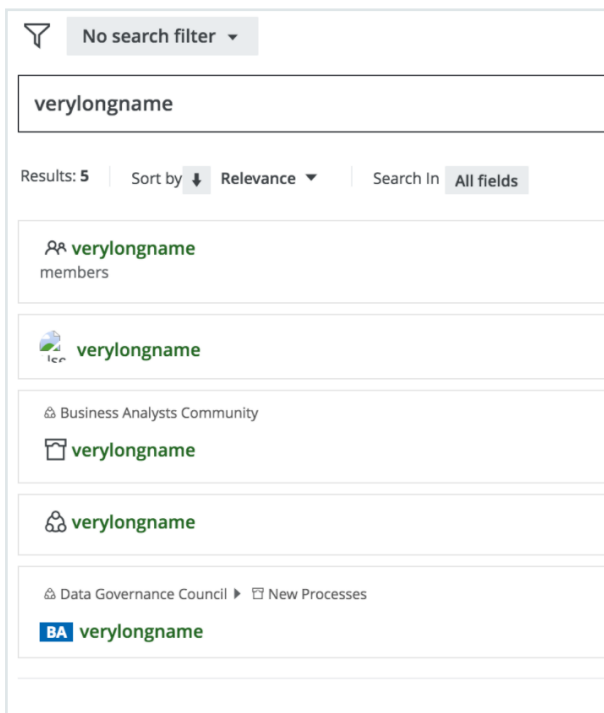 No search filter
verylongname
Results: 5 Sort by Relevance Search In All fields
verylongname
members
verylongname
Business Analysts Community
verylongname
verylongname
Data Governance Council New Processes
BA verylongname